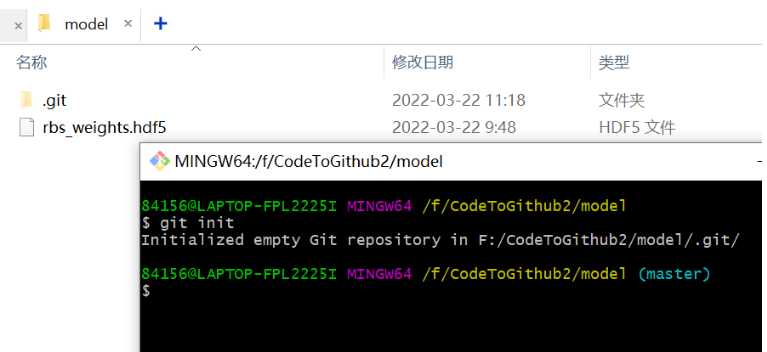 model
名称 修改日期 类型
.git 2022-03-22 11:18 文件夹
rbs_weights.hdf5 2022-03-22 9:48 HDF5 文件
MINGW64:/f/CodeToGithub2/model
84156@LAPTOP-FPL2225I MINGW64 /f/CodeToGithub2/model
$ git init
Initialized empty Git repository in F:/CodeToGithub2/model/.git/
84156@LAPTOP-FPL2225I MINGW64 /f/CodeToGithub2/model (master)
$